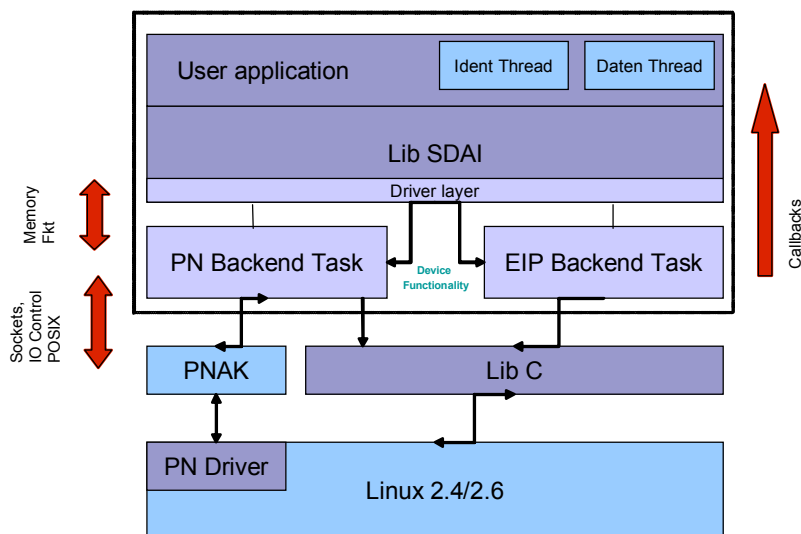 User application
Ident Thread
Daten Thread
Lib SDAI
Driver layer
Memory
Fkt
Callbacks
PN Backend Task
Device
Functionality
EIP Backend Task
Sockets,
IO Control
POSIX
PNAK
Lib C
PN Driver
Linux 2.4/2.6